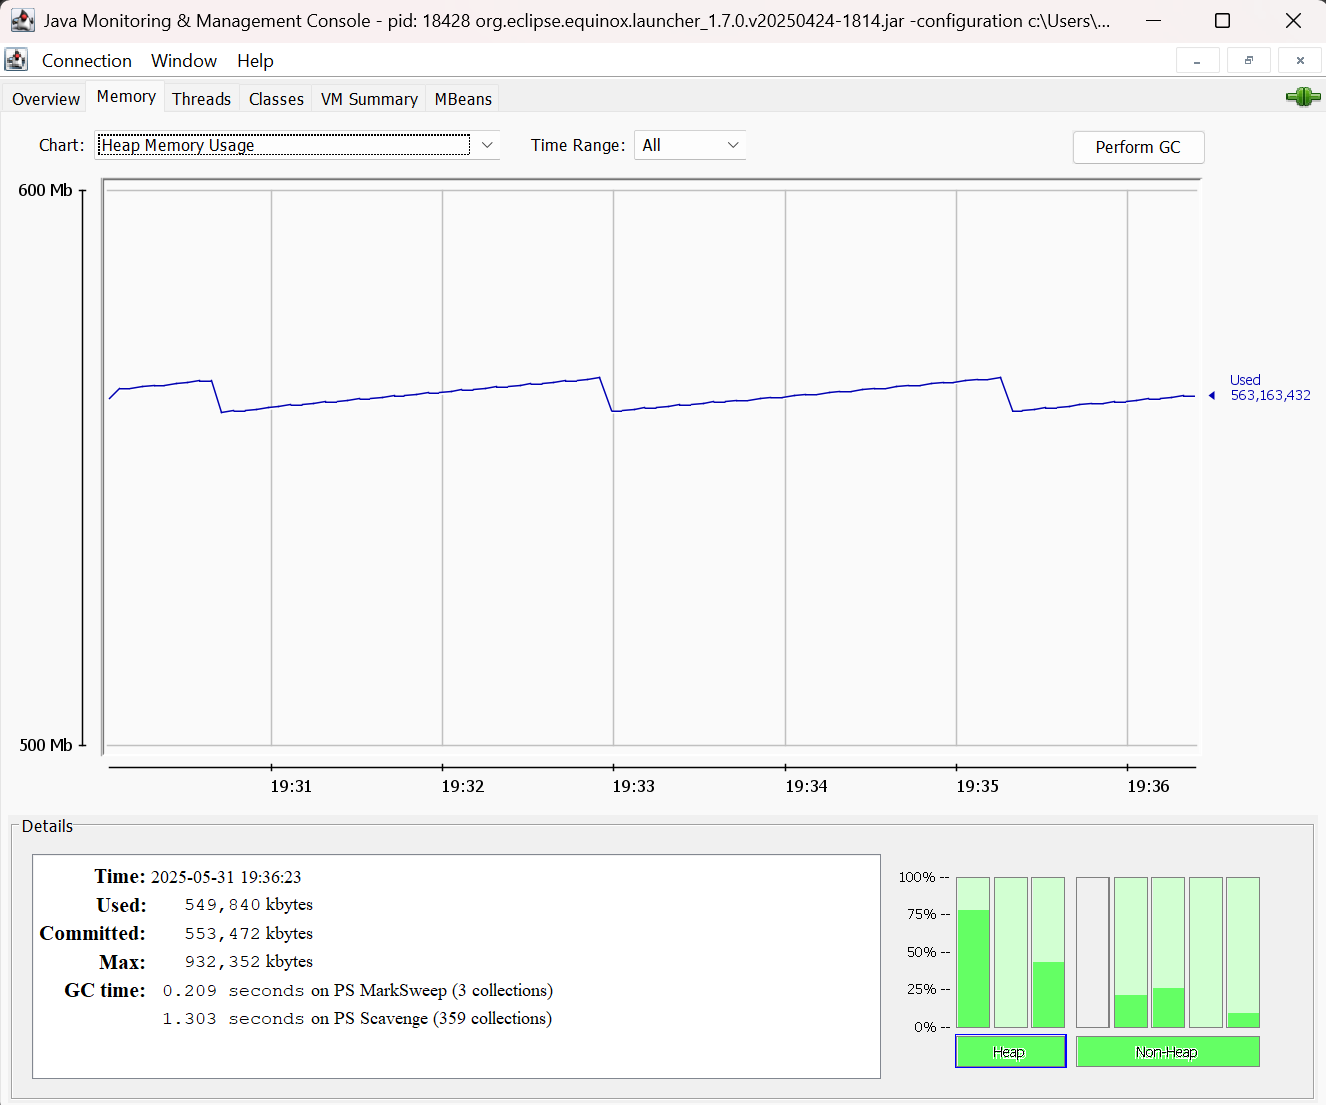 Java Monitoring & Management Console - pid: 18428 org.eclipse.equinox.launcher_1.7.0.v20250424-1814.jar -configuration c:\Users\...
Connection Window Help
Overview Memory Threads Classes VM Summary MBeans
Chart: Heap Memory Usage Time Range: All Perform GC
600 Mb
Used
563,163,432
500 Mb
19:31 19:32 19:33 19:34 19:35 19:36
Details
Time: 2025-05-31 19:36:23
Used: 549,840 kbytes
Committed: 553,472 kbytes
Max: 932,352 kbytes
GC time: 0.209 seconds on PS MarkSweep (3 collections)
1.303 seconds on PS Scavenge (359 collections)
100% --
75% --
50% --
25% --
0% --
Heap Non-Heap